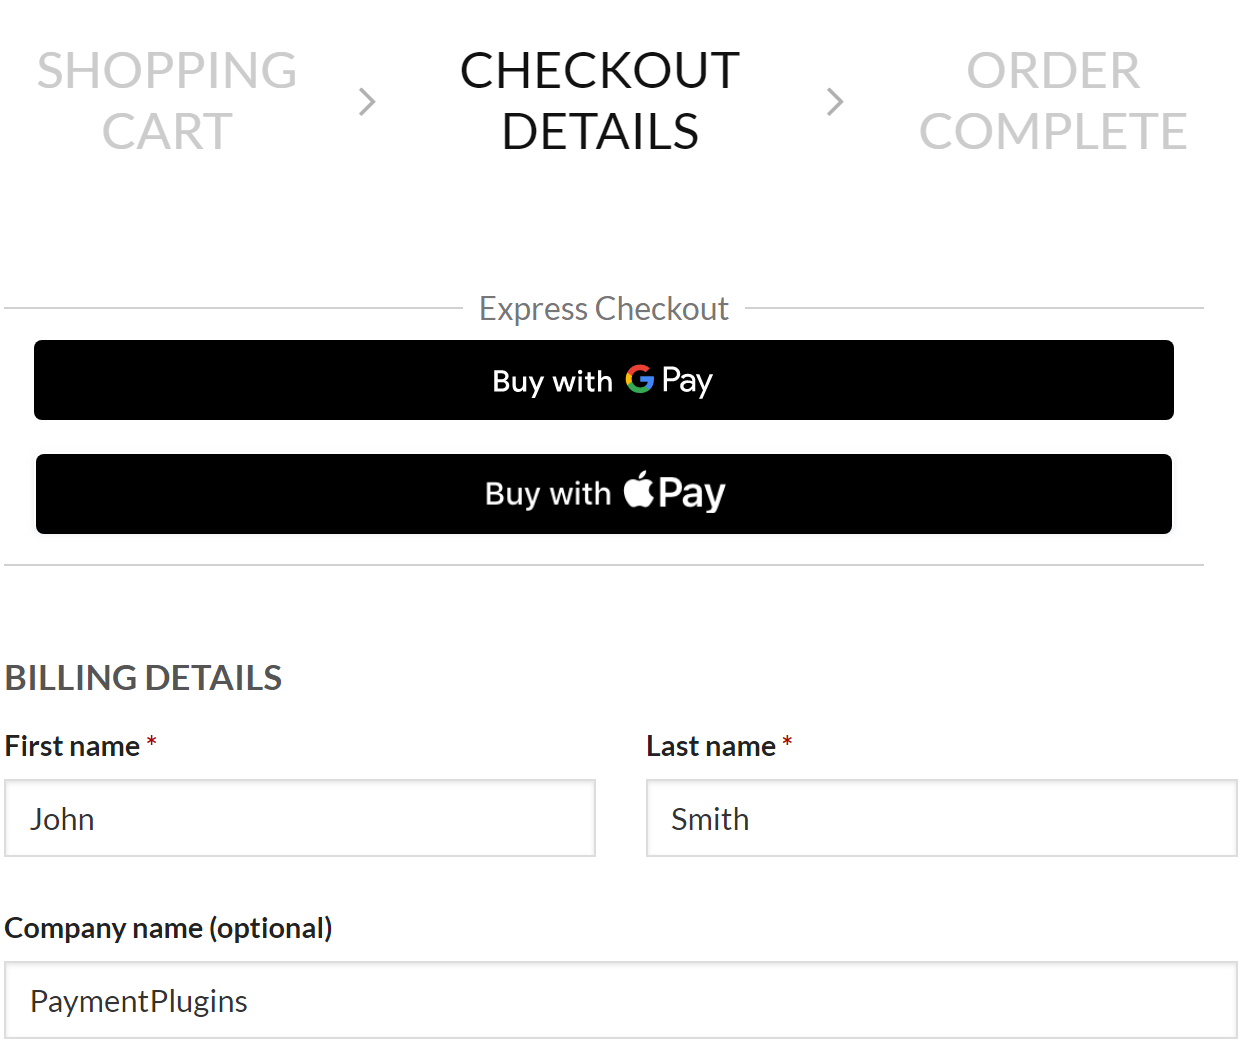 SHOPPING CART
CHECKOUT DETAILS
ORDER COMPLETE
Express Checkout
Buy with G Pay
Buy with Pay
BILLING DETAILS
First name *
Last name *
John
Smith
Company name (optional)
PaymentPlugins